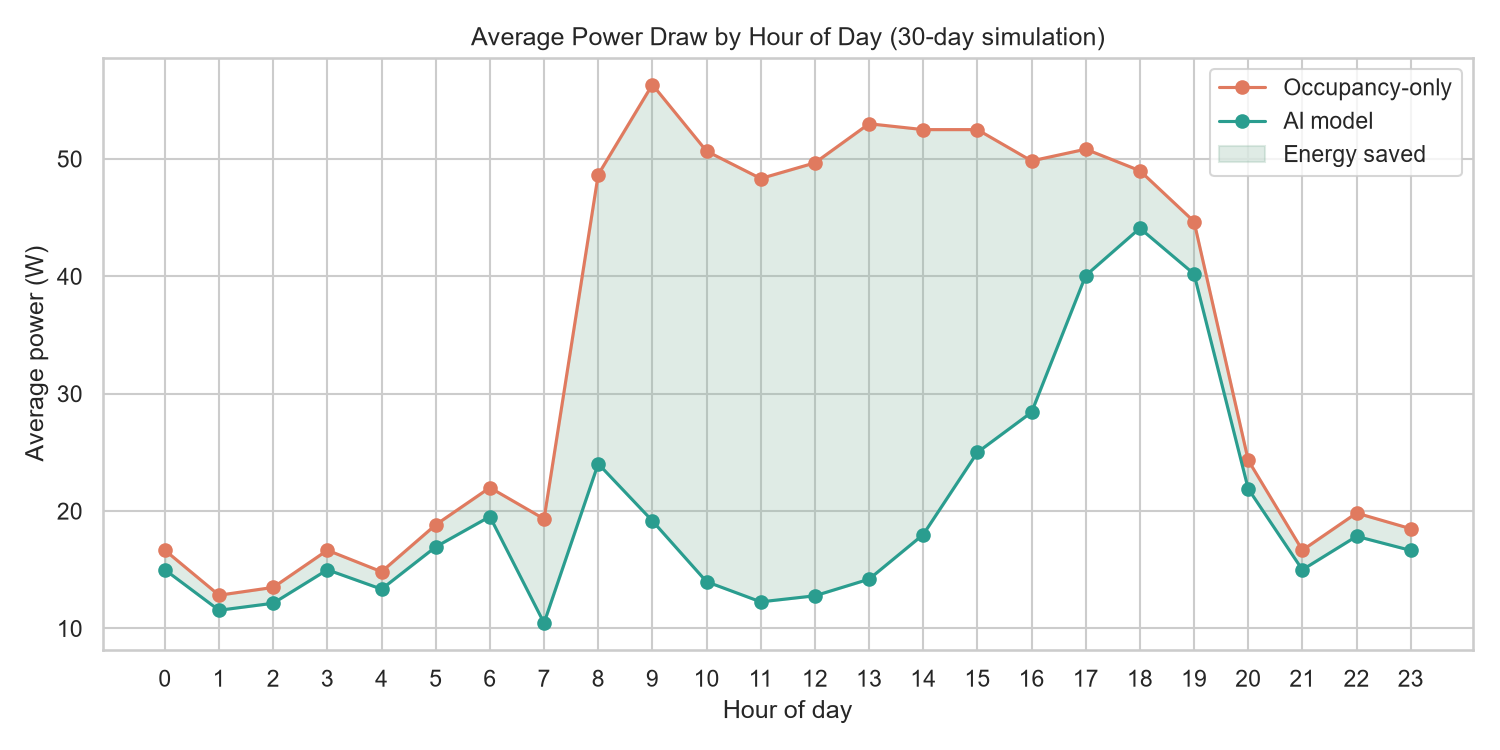 Average Power Draw by Hour of Day (30-day simulation)
Occupancy-only
AI model
Energy saved
Average power (W)
50
40
30
20
10
0 1 2 3 4 5 6 7 8 9 10 11 12 13 14 15 16 17 18 19 20 21 22 23
Hour of day